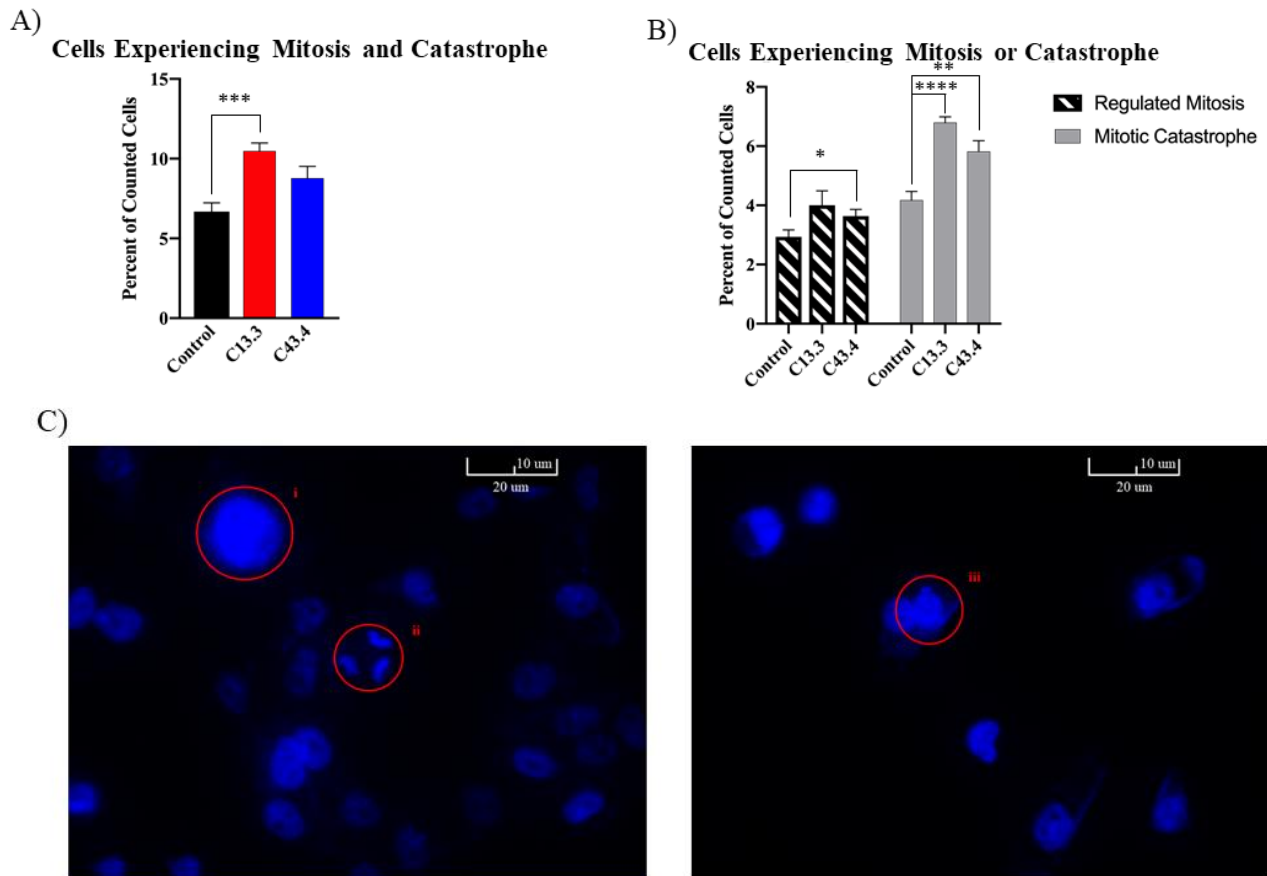 A)
Cells Experiencing Mitosis and Catastrophe
Percent of Counted Cells
15
10
5
0
***
Control
C13.3
C43.4
B)
Cells Experiencing Mitosis or Catastrophe
Percent of Counted Cells
8
6
4
2
0
*
**
****
Control
C13.3
C43.4
Control
C13.3
C43.4
Regulated Mitosis
Mitotic Catastrophe
C)
i
ii
10 um
20 um
iii
10 um
20 um